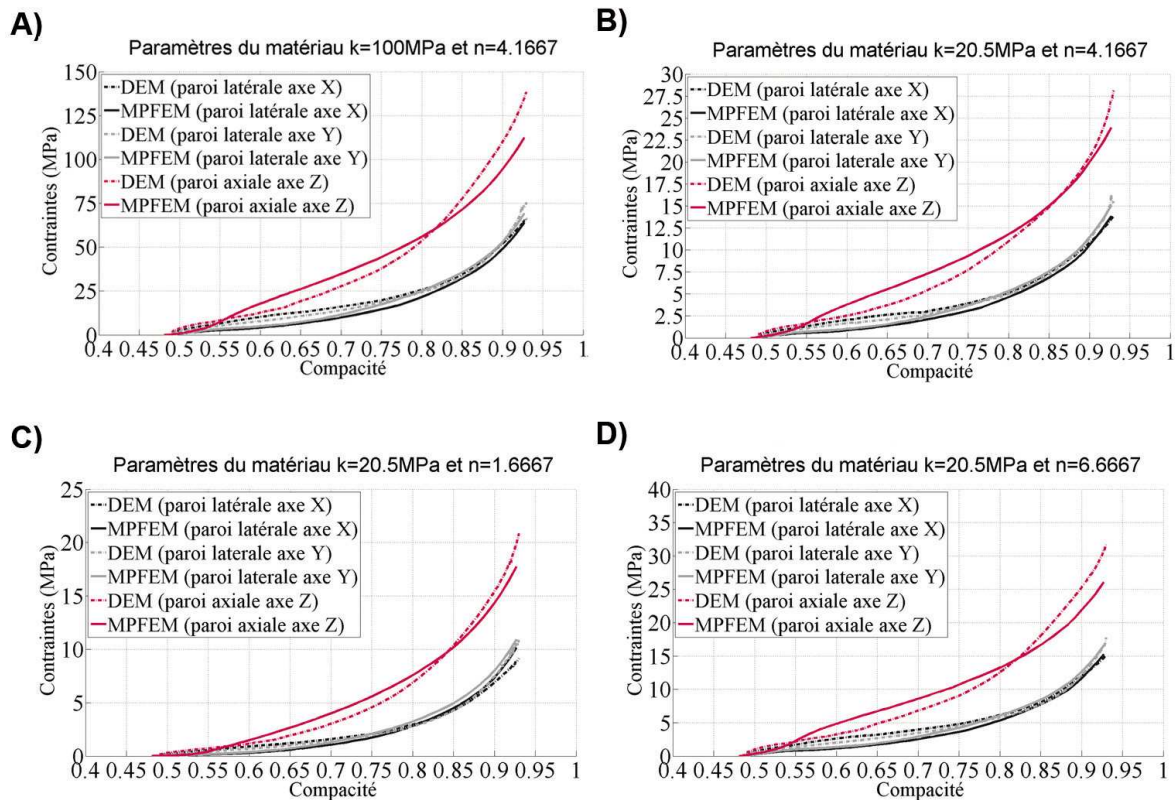 A)
Paramètres du matériau k=100MPa et n=4.1667
Contraintes (MPa)
150
125
100
75
50
25
0
DEM (paroi latérale axe X)
MPFEM (paroi latérale axe X)
DEM (paroi laterale axe Y)
MPFEM (paroi laterale axe Y)
DEM (paroi axiale axe Z)
MPFEM (paroi axiale axe Z)
0.4 0.45 0.5 0.55 0.6 0.65 0.7 0.75 0.8 0.85 0.9 0.95 1
Compacité
B)
Paramètres du matériau k=20.5MPa et n=4.1667
Contraintes (MPa)
30
27.5
25
22.5
20
17.5
15
12.5
10
7.5
5
2.5
0
DEM (paroi latérale axe X)
MPFEM (paroi latérale axe X)
DEM (paroi laterale axe Y)
MPFEM (paroi laterale axe Y)
DEM (paroi axiale axe Z)
MPFEM (paroi axiale axe Z)
0.4 0.45 0.5 0.55 0.6 0.65 0.7 0.75 0.8 0.85 0.9 0.95 1
Compacité
C)
Paramètres du matériau k=20.5MPa et n=1.6667
Contraintes (MPa)
25
20
15
10
5
0
DEM (paroi latérale axe X)
MPFEM (paroi latérale axe X)
DEM (paroi laterale axe Y)
MPFEM (paroi laterale axe Y)
DEM (paroi axiale axe Z)
MPFEM (paroi axiale axe Z)
0.4 0.45 0.5 0.55 0.6 0.65 0.7 0.75 0.8 0.85 0.9 0.95 1
Compacité
D)
Paramètres du matériau k=20.5MPa et n=6.6667
Contraintes (MPa)
40
35
30
25
20
15
10
5
0
DEM (paroi latérale axe X)
MPFEM (paroi latérale axe X)
DEM (paroi laterale axe Y)
MPFEM (paroi laterale axe Y)
DEM (paroi axiale axe Z)
MPFEM (paroi axiale axe Z)
0.4 0.45 0.5 0.55 0.6 0.65 0.7 0.75 0.8 0.85 0.9 0.95 1
Compacité